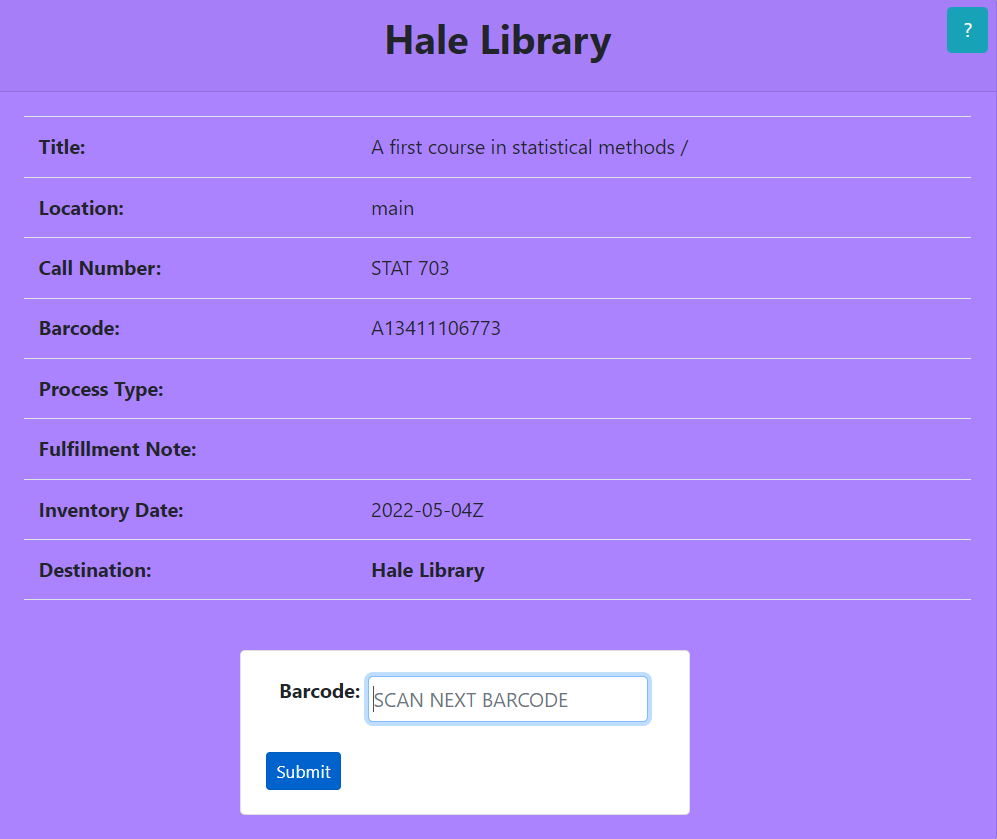 Hale Library
?
Title: A first course in statistical methods /
Location: main
Call Number: STAT 703
Barcode: A13411106773
Process Type:
Fulfillment Note:
Inventory Date: 2022-05-04Z
Destination: Hale Library
Barcode: SCAN NEXT BARCODE
Submit